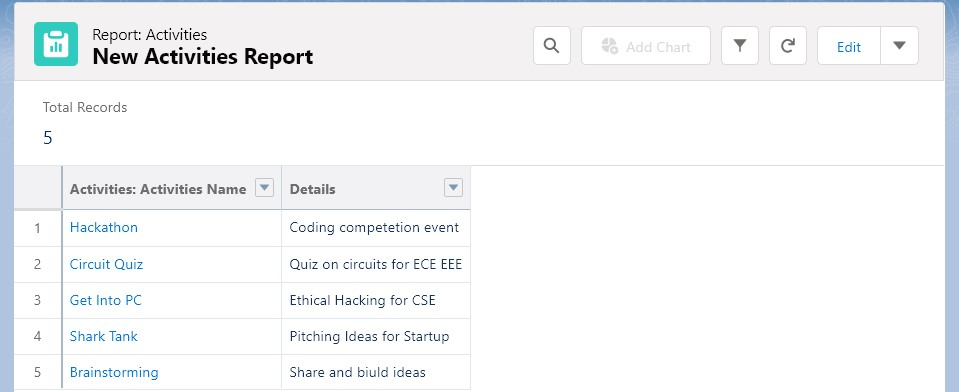 Report: Activities
New Activities Report
Add Chart
Edit
Total Records
5
Activities: Activities Name Details
1 Hackathon Coding competetion event
2 Circuit Quiz Quiz on circuits for ECE EEE
3 Get Into PC Ethical Hacking for CSE
4 Shark Tank Pitching Ideas for Startup
5 Brainstorming Share and biuld ideas